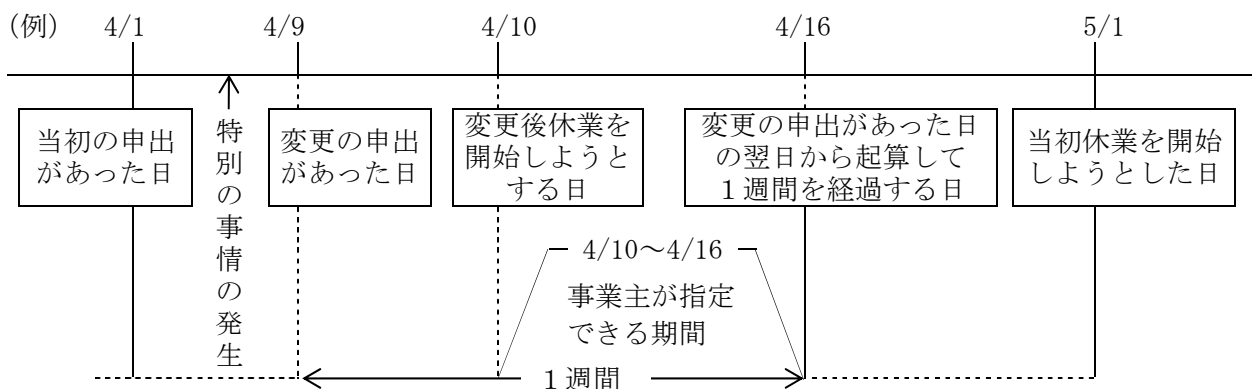 (例) 4/1 4/9 4/10 4/16 5/1
当初の申出
があった日
特別の事情の発生
変更の申出
があった日
変更後休業を
開始しようと
する日
変更の申出があった日
の翌日から起算して
１週間を経過する日
当初休業を開始
しようとした日
4/10～4/16
事業主が指定
できる期間
１週間